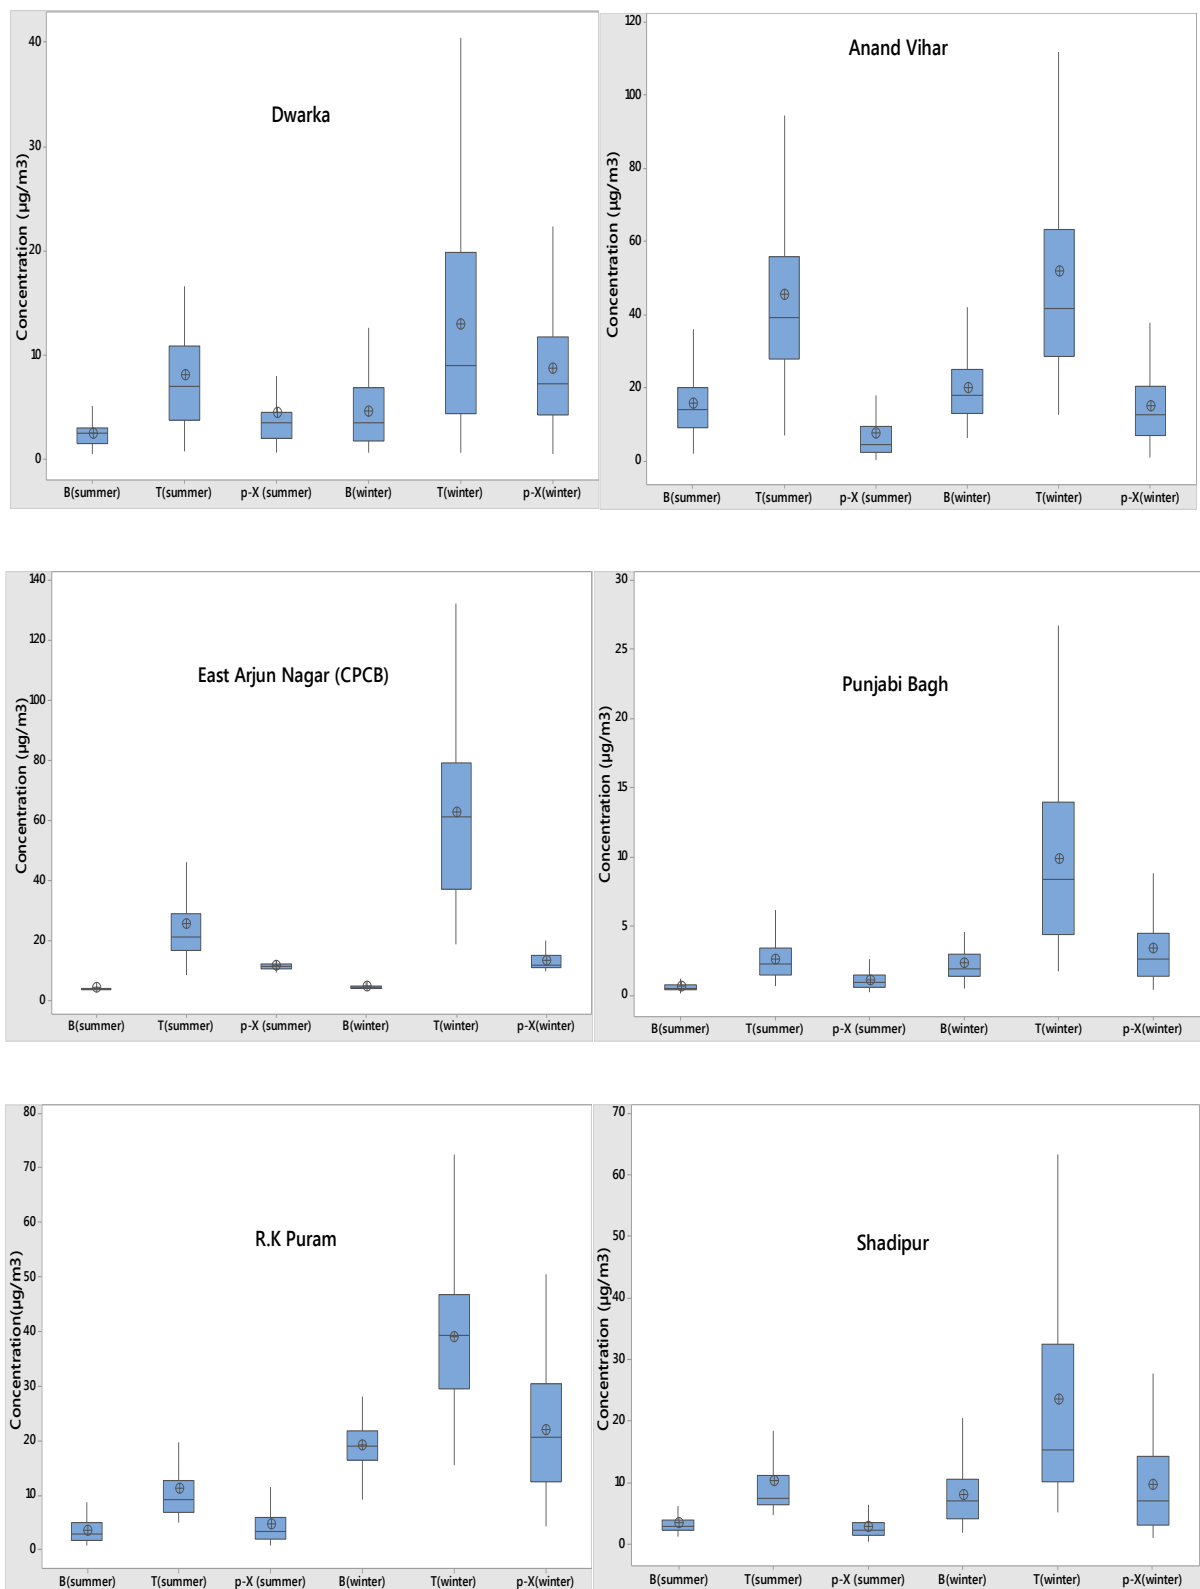 Dwarka
Concentration (µg/m3)
40
30
20
10
0
B(summer) T(summer) p-X (summer) B(winter) T(winter) p-X(winter)
Anand Vihar
Concentration (µg/m3)
120
100
80
60
40
20
0
B(summer) T(summer) p-X (summer) B(winter) T(winter) p-X(winter)
East Arjun Nagar (CPCB)
Concentration (µg/m3)
140
120
100
80
60
40
20
0
B(summer) T(summer) p-X (summer) B(winter) T(winter) p-X(winter)
Punjabi Bagh
Concentration (µg/m3)
30
25
20
15
10
5
0
B(summer) T(summer) p-X (summer) B(winter) T(winter) p-X(winter)
R.K Puram
Concentration(µg/m3)
80
70
60
50
40
30
20
10
0
B(summer) T(summer) p-X (summer) B(winter) T(winter) p-X(winter)
Shadipur
Concentration (µg/m3)
70
60
50
40
30
20
10
0
B(summer) T(summer) p-X (summer) B(winter) T(winter) p-X(winter)